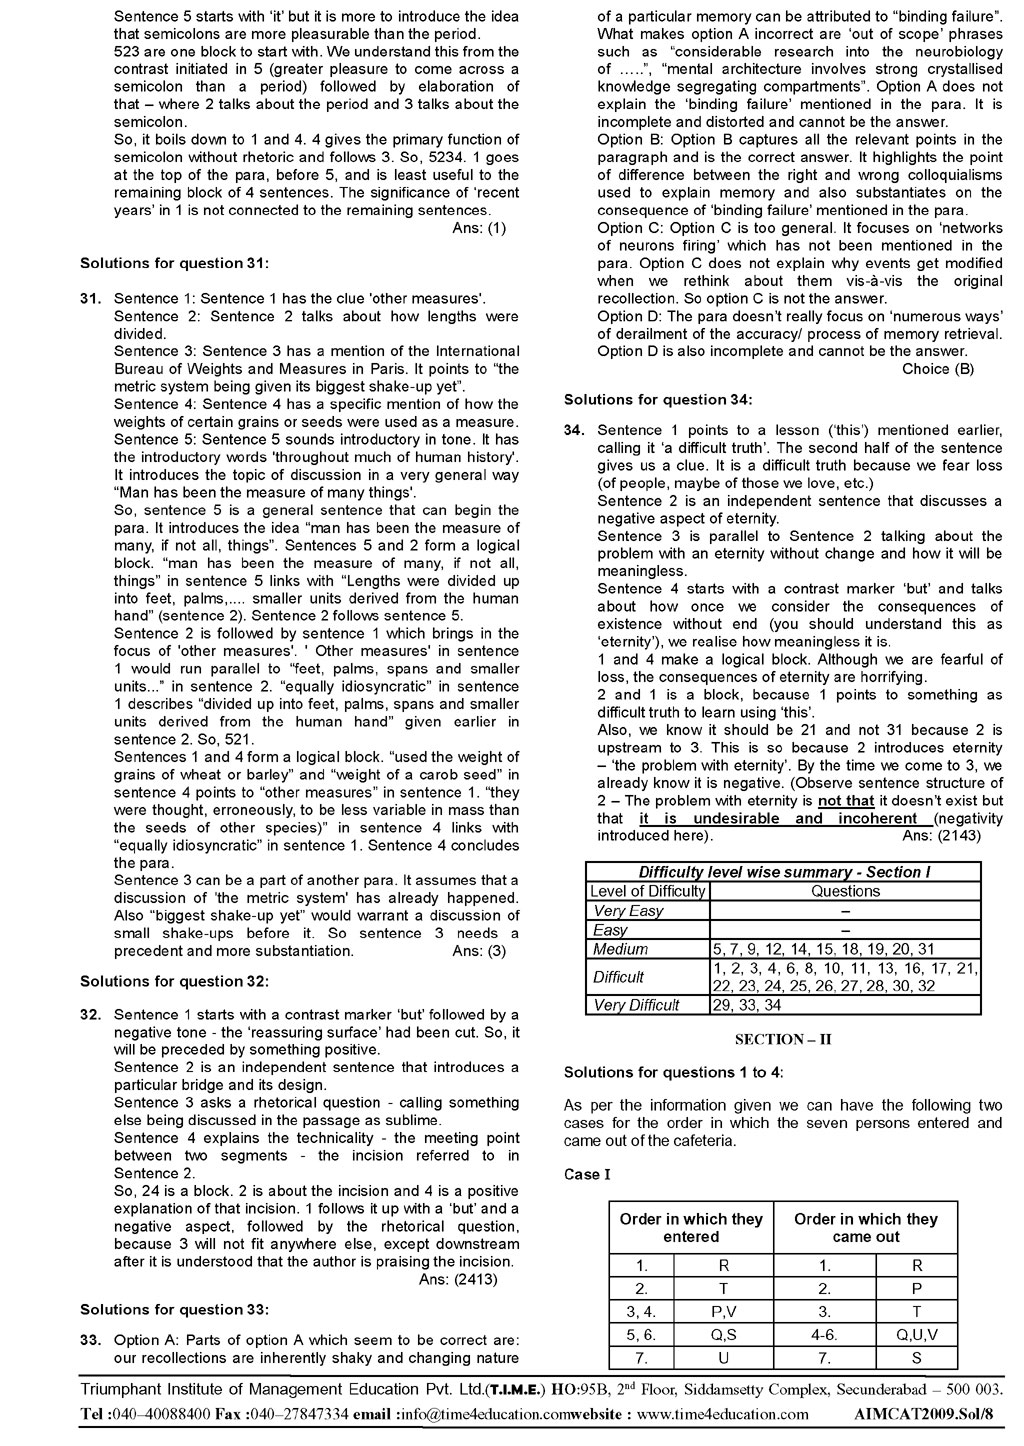 Sentence 5 starts with ‘it’ but it is more to introduce the idea
that semicolons are more pleasurable than the period.
523 are one block to start with. We understand this from the
contrast initiated in 5 (greater pleasure to come across a
semicolon than a period) followed by elaboration of
that – where 2 talks about the period and 3 talks about the
semicolon.
So, it boils down to 1 and 4. 4 gives the primary function of
semicolon without rhetoric and follows 3. So, 5234. 1 goes
at the top of the para, before 5, and is least useful to the
remaining block of 4 sentences. The significance of ‘recent
years’ in 1 is not connected to the remaining sentences.
Ans: (1)
Solutions for question 31:
31. Sentence 1: Sentence 1 has the clue 'other measures'.
Sentence 2: Sentence 2 talks about how lengths were
divided.
Sentence 3: Sentence 3 has a mention of the International
Bureau of Weights and Measures in Paris. It points to “the
metric system being given its biggest shake-up yet”.
Sentence 4: Sentence 4 has a specific mention of how the
weights of certain grains or seeds were used as a measure.
Sentence 5: Sentence 5 sounds introductory in tone. It has
the introductory words 'throughout much of human history'.
It introduces the topic of discussion in a very general way
“Man has been the measure of many things'.
So, sentence 5 is a general sentence that can begin the
para. It introduces the idea “man has been the measure of
many, if not all, things”. Sentences 5 and 2 form a logical
block. “man has been the measure of many, if not all,
things” in sentence 5 links with “Lengths were divided up
into feet, palms,.... smaller units derived from the human
hand” (sentence 2). Sentence 2 follows sentence 5.
Sentence 2 is followed by sentence 1 which brings in the
focus of 'other measures'. ' Other measures' in sentence
1 would run parallel to “feet, palms, spans and smaller
units...” in sentence 2. “equally idiosyncratic” in sentence
1 describes “divided up into feet, palms, spans and smaller
units derived from the human hand” given earlier in
sentence 2. So, 521.
Sentences 1 and 4 form a logical block. “used the weight of
grains of wheat or barley” and “weight of a carob seed” in
sentence 4 points to “other measures” in sentence 1. “they
were thought, erroneously, to be less variable in mass than
the seeds of other species)” in sentence 4 links with
“equally idiosyncratic” in sentence 1. Sentence 4 concludes
the para.
Sentence 3 can be a part of another para. It assumes that a
discussion of 'the metric system' has already happened.
Also “biggest shake-up yet” would warrant a discussion of
small shake-ups before it. So sentence 3 needs a
precedent and more substantiation. Ans: (3)
Solutions for question 32:
32. Sentence 1 starts with a contrast marker ‘but’ followed by a
negative tone - the ‘reassuring surface’ had been cut. So, it
will be preceded by something positive.
Sentence 2 is an independent sentence that introduces a
particular bridge and its design.
Sentence 3 asks a rhetorical question - calling something
else being discussed in the passage as sublime.
Sentence 4 explains the technicality - the meeting point
between two segments - the incision referred to in
Sentence 2.
So, 24 is a block. 2 is about the incision and 4 is a positive
explanation of that incision. 1 follows it up with a ‘but’ and a
negative aspect, followed by the rhetorical question,
because 3 will not fit anywhere else, except downstream
after it is understood that the author is praising the incision.
Ans: (2413)
Solutions for question 33:
33. Option A: Parts of option A which seem to be correct are:
our recollections are inherently shaky and changing nature
of a particular memory can be attributed to “binding failure”.
What makes option A incorrect are ‘out of scope’ phrases
such as “considerable research into the neurobiology
of …..”, “mental architecture involves strong crystallised
knowledge segregating compartments”. Option A does not
explain the ‘binding failure’ mentioned in the para. It is
incomplete and distorted and cannot be the answer.
Option B: Option B captures all the relevant points in the
paragraph and is the correct answer. It highlights the point
of difference between the right and wrong colloquialisms
used to explain memory and also substantiates on the
consequence of ‘binding failure’ mentioned in the para.
Option C: Option C is too general. It focuses on ‘networks
of neurons firing’ which has not been mentioned in the
para. Option C does not explain why events get modified
when we rethink about them vis-à-vis the original
recollection. So option C is not the answer.
Option D: The para doesn’t really focus on ‘numerous ways’
of derailment of the accuracy/ process of memory retrieval.
Option D is also incomplete and cannot be the answer.
Choice (B)
Solutions for question 34:
34. Sentence 1 points to a lesson (‘this’) mentioned earlier,
calling it ‘a difficult truth’. The second half of the sentence
gives us a clue. It is a difficult truth because we fear loss
(of people, maybe of those we love, etc.)
Sentence 2 is an independent sentence that discusses a
negative aspect of eternity.
Sentence 3 is parallel to Sentence 2 talking about the
problem with an eternity without change and how it will be
meaningless.
Sentence 4 starts with a contrast marker ‘but’ and talks
about how once we consider the consequences of
existence without end (you should understand this as
‘eternity’), we realise how meaningless it is.
1 and 4 make a logical block. Although we are fearful of
loss, the consequences of eternity are horrifying.
2 and 1 is a block, because 1 points to something as
difficult truth to learn using ‘this’.
Also, we know it should be 21 and not 31 because 2 is
upstream to 3. This is so because 2 introduces eternity
– ‘the problem with eternity’. By the time we come to 3, we
already know it is negative. (Observe sentence structure of
2 – The problem with eternity is not that it doesn’t exist but
that it is undesirable and incoherent (negativity
introduced here). Ans: (2143)
Difficulty level wise summary - Section I
Level of Difficulty Questions
Very Easy –
Easy –
Medium 5, 7, 9, 12, 14, 15, 18, 19, 20, 31
Difficult 1, 2, 3, 4, 6, 8, 10, 11, 13, 16, 17, 21,
22, 23, 24, 25, 26, 27, 28, 30, 32
Very Difficult 29, 33, 34
SECTION – II
Solutions for questions 1 to 4:
As per the information given we can have the following two
cases for the order in which the seven persons entered and
came out of the cafeteria.
Case I
Order in which they Order in which they
entered came out
1. R 1. R
2. T 2. P
3, 4. P,V 3. T
5, 6. Q,S 4-6. Q,U,V
7. U 7. S
Triumphant Institute of Management Education Pvt. Ltd.(T.I.M.E.) HO:95B, 2nd Floor, Siddamsetty Complex, Secunderabad – 500 003.
Tel :040–40088400 Fax :040–27847334 email :info@time4education.comwebsite : www.time4education.com AIMCAT2009.Sol/8